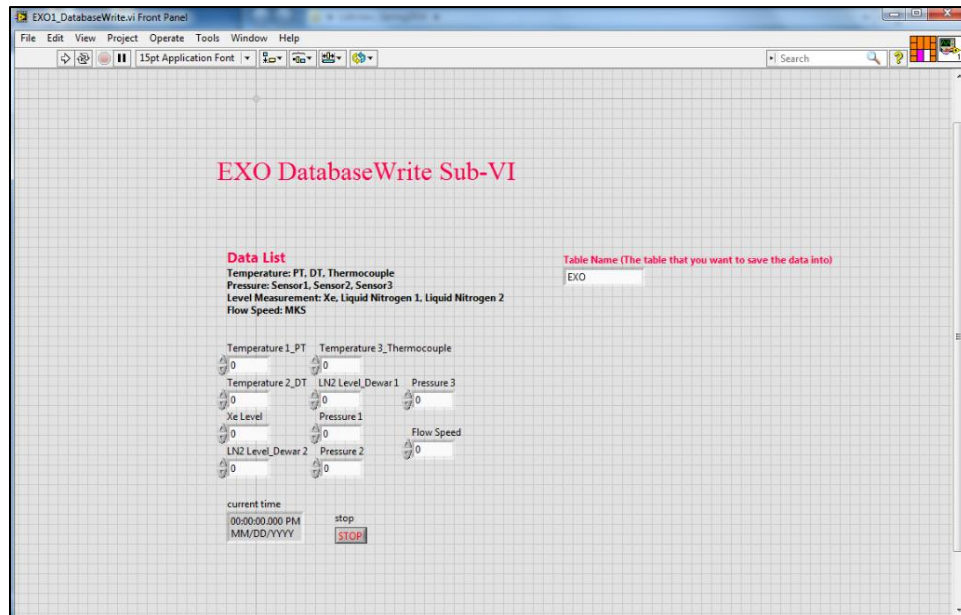 EXO1_DatabaseWrite.vi Front Panel
File Edit View Project Operate Tools Window Help
15pt Application Font
Search
EXO DatabaseWrite Sub-VI
Data List
Temperature: PT, DT, Thermocouple
Pressure: Sensor1, Sensor2, Sensor3
Level Measurement: Xe, Liquid Nitrogen 1, Liquid Nitrogen 2
Flow Speed: MKS
Table Name (The table that you want to save the data into)
EXO
Temperature 1_PT Temperature 3_Thermocouple
0 0
Temperature 2_DT LN2 Level_Dewar 1 Pressure 3
0 0 0
Xe Level Pressure 1
0 0
Flow Speed
0
LN2 Level_Dewar 2 Pressure 2
0 0
current time
00:00:00.000 PM
MM/DD/YYYY
stop
STOP